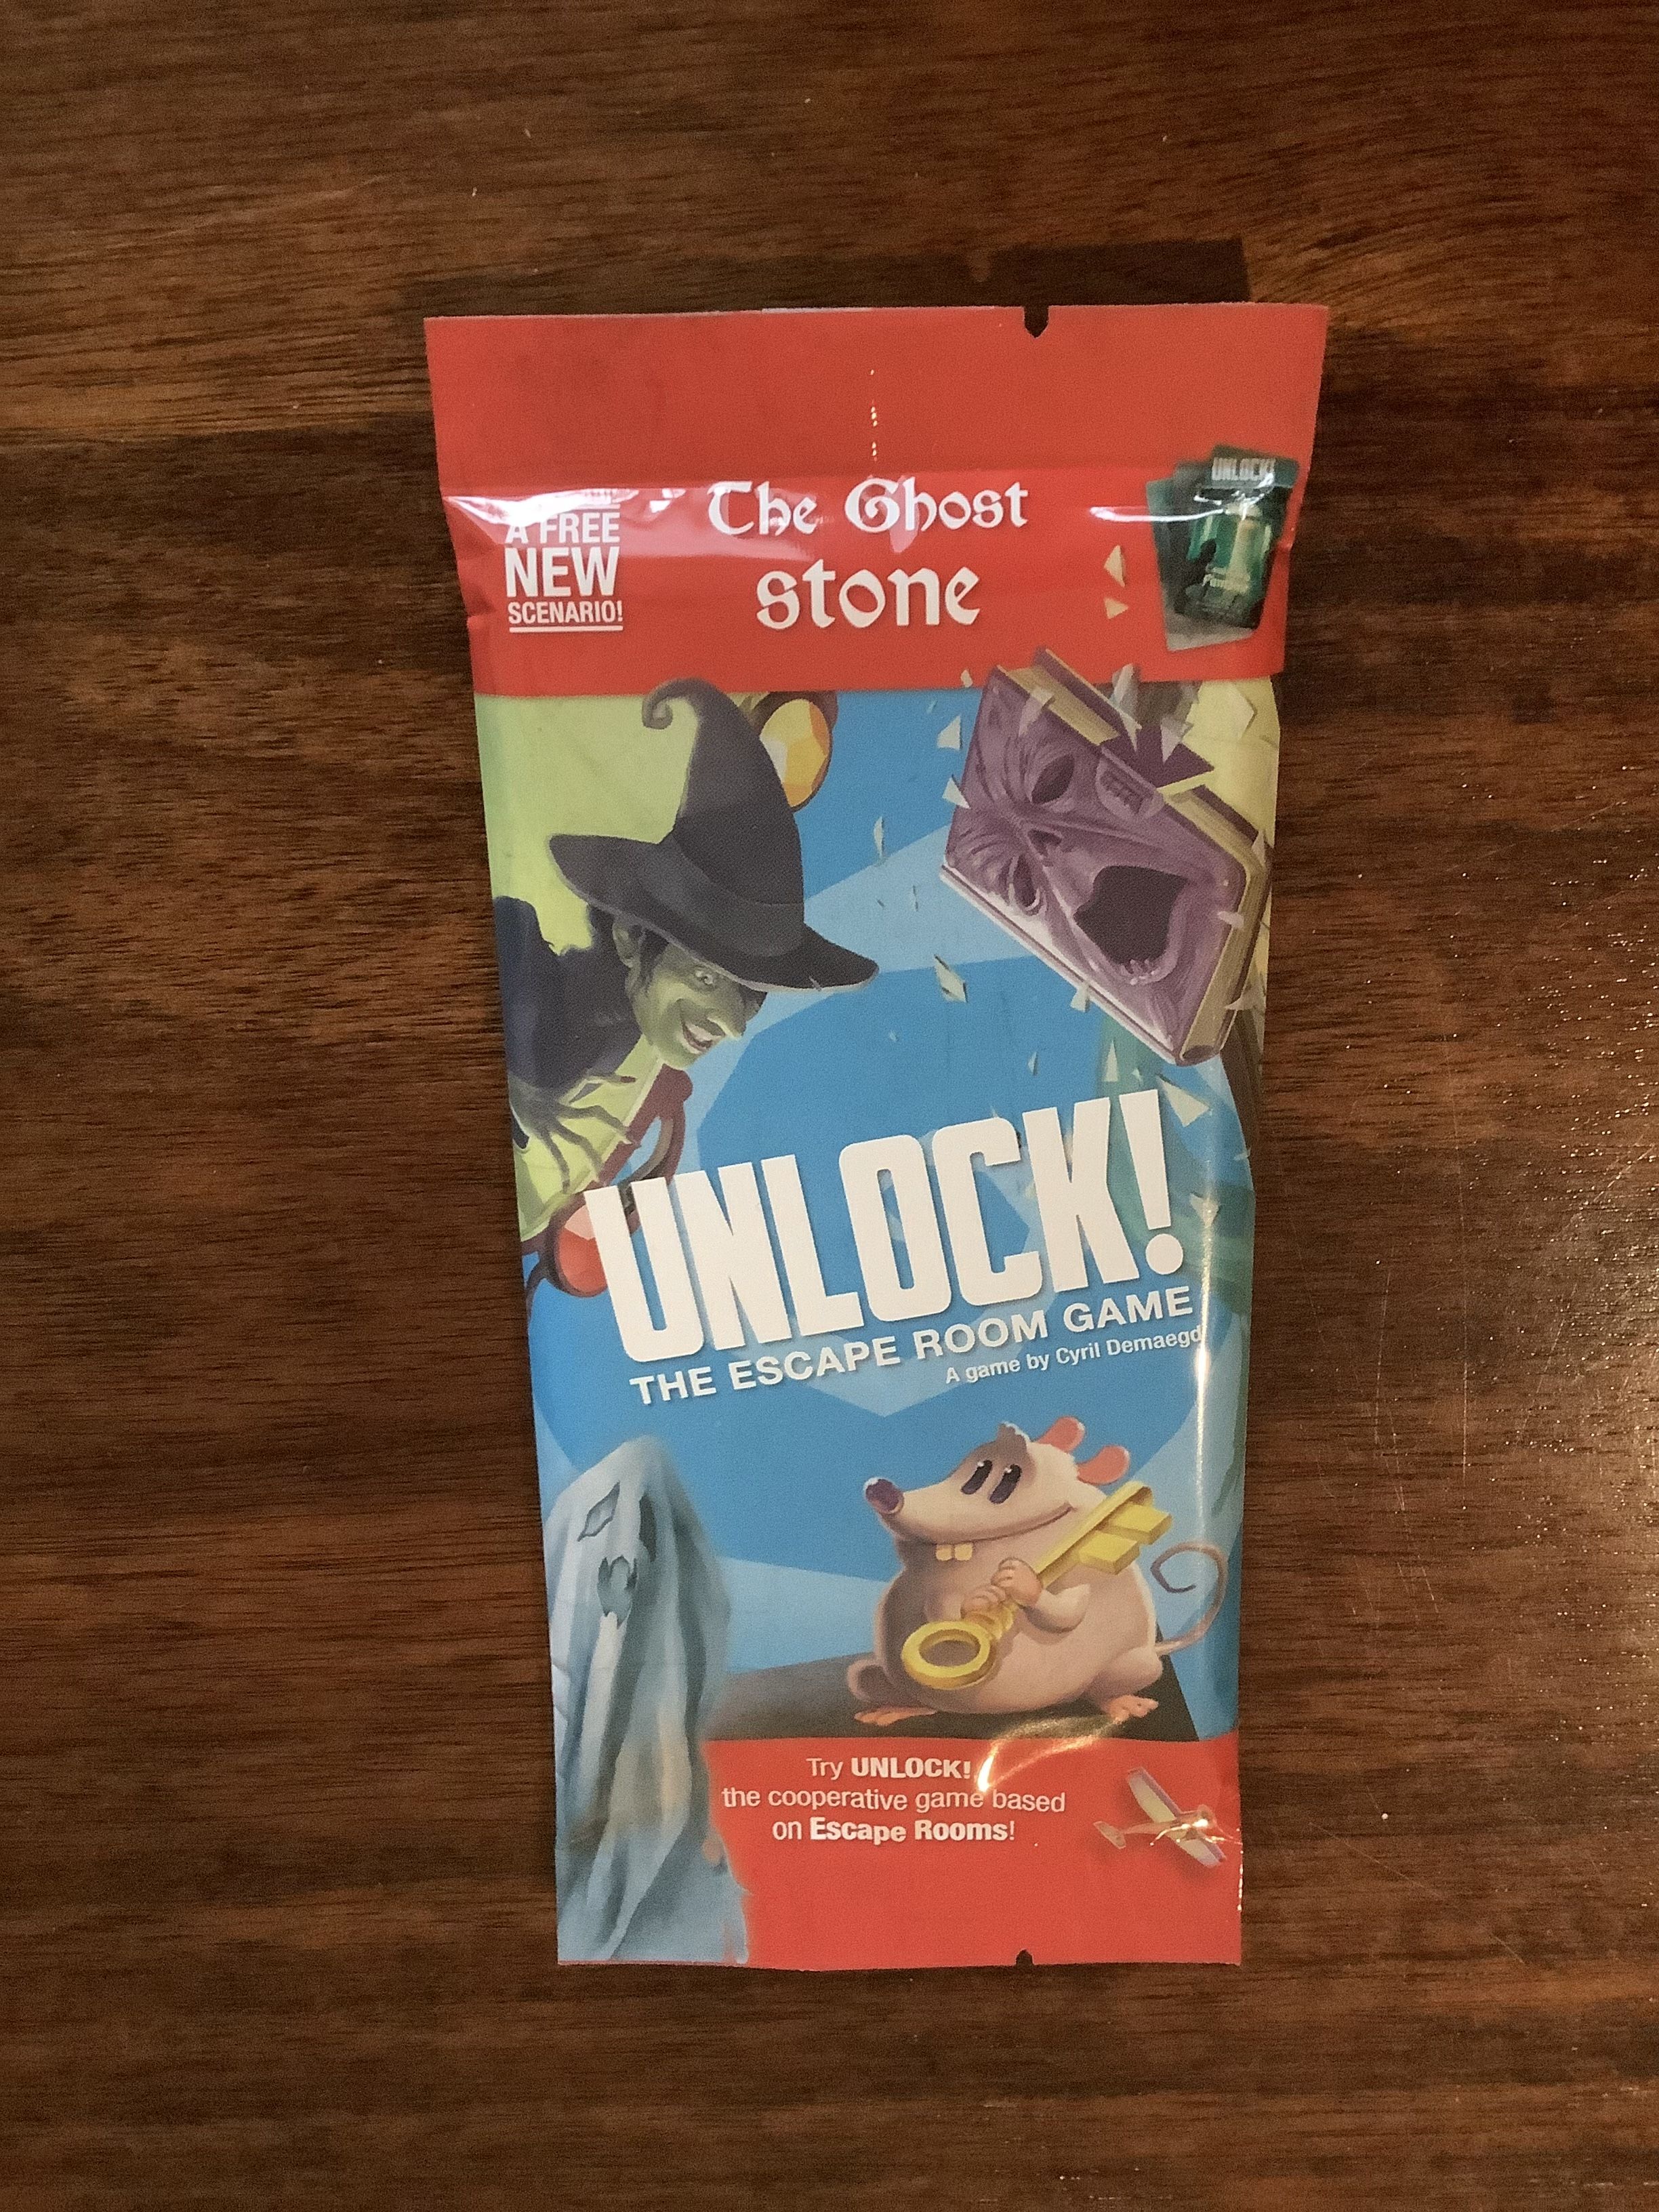 A FREE
NEW
SCENARIO!
The Ghost
stone
UNLOCK!
UNLOCK!
THE ESCAPE ROOM GAME
A game by Cyril Demaegd
Try UNLOCK!
the cooperative game based
on Escape Rooms!